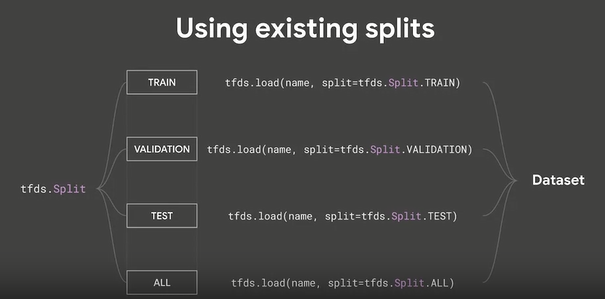 Using existing splits
TRAIN tfds.load(name, split=tfds.Split.TRAIN)
VALIDATION tfds.load(name, split=tfds.Split.VALIDATION)
Dataset
tfds.Split
TEST tfds.load(name, split=tfds.Split.TEST)
ALL tfds.load(name, split=tfds.Split.ALL)